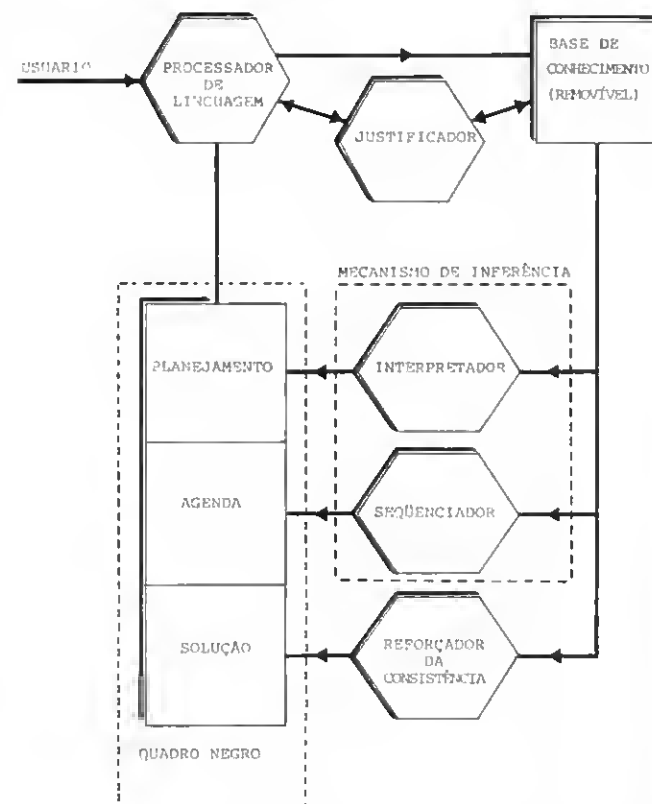 USUARIO
PROCESSADOR
DE
LINGUAGEM
BASE DE
CONHECIMENTO
(REMOVÍVEL)
JUSTIFICADOR
MECANISMO DE INFERÊNCIA
PLANEJAMENTO
INTERPRETADOR
AGENDA
SEQÜENCIADOR
SOLUÇÃO
REFORÇADOR
DA
CONSISTÊNCIA
QUADRO NEGRO